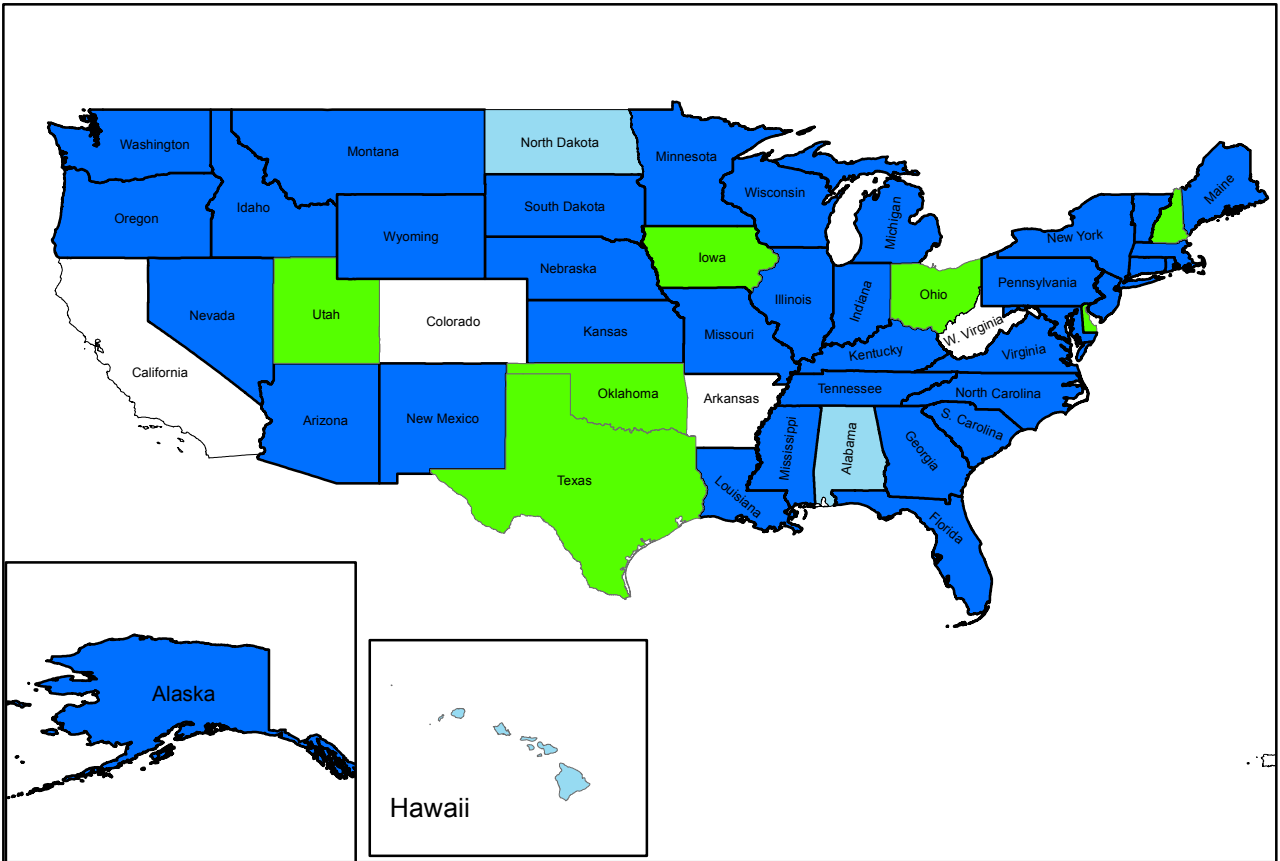 Washington
Montana
North Dakota
Minnesota
Wisconsin
Michigan
Maine
Oregon
Idaho
Wyoming
South Dakota
New York
Nebraska
Iowa
Pennsylvania
Nevada
Utah
Colorado
Kansas
Missouri
Illinois
Indiana
Ohio
W. Virginia
Virginia
Kentucky
California
Arizona
New Mexico
Oklahoma
Arkansas
Tennessee
North Carolina
S. Carolina
Texas
Louisiana
Mississippi
Alabama
Georgia
Florida
Alaska
Hawaii